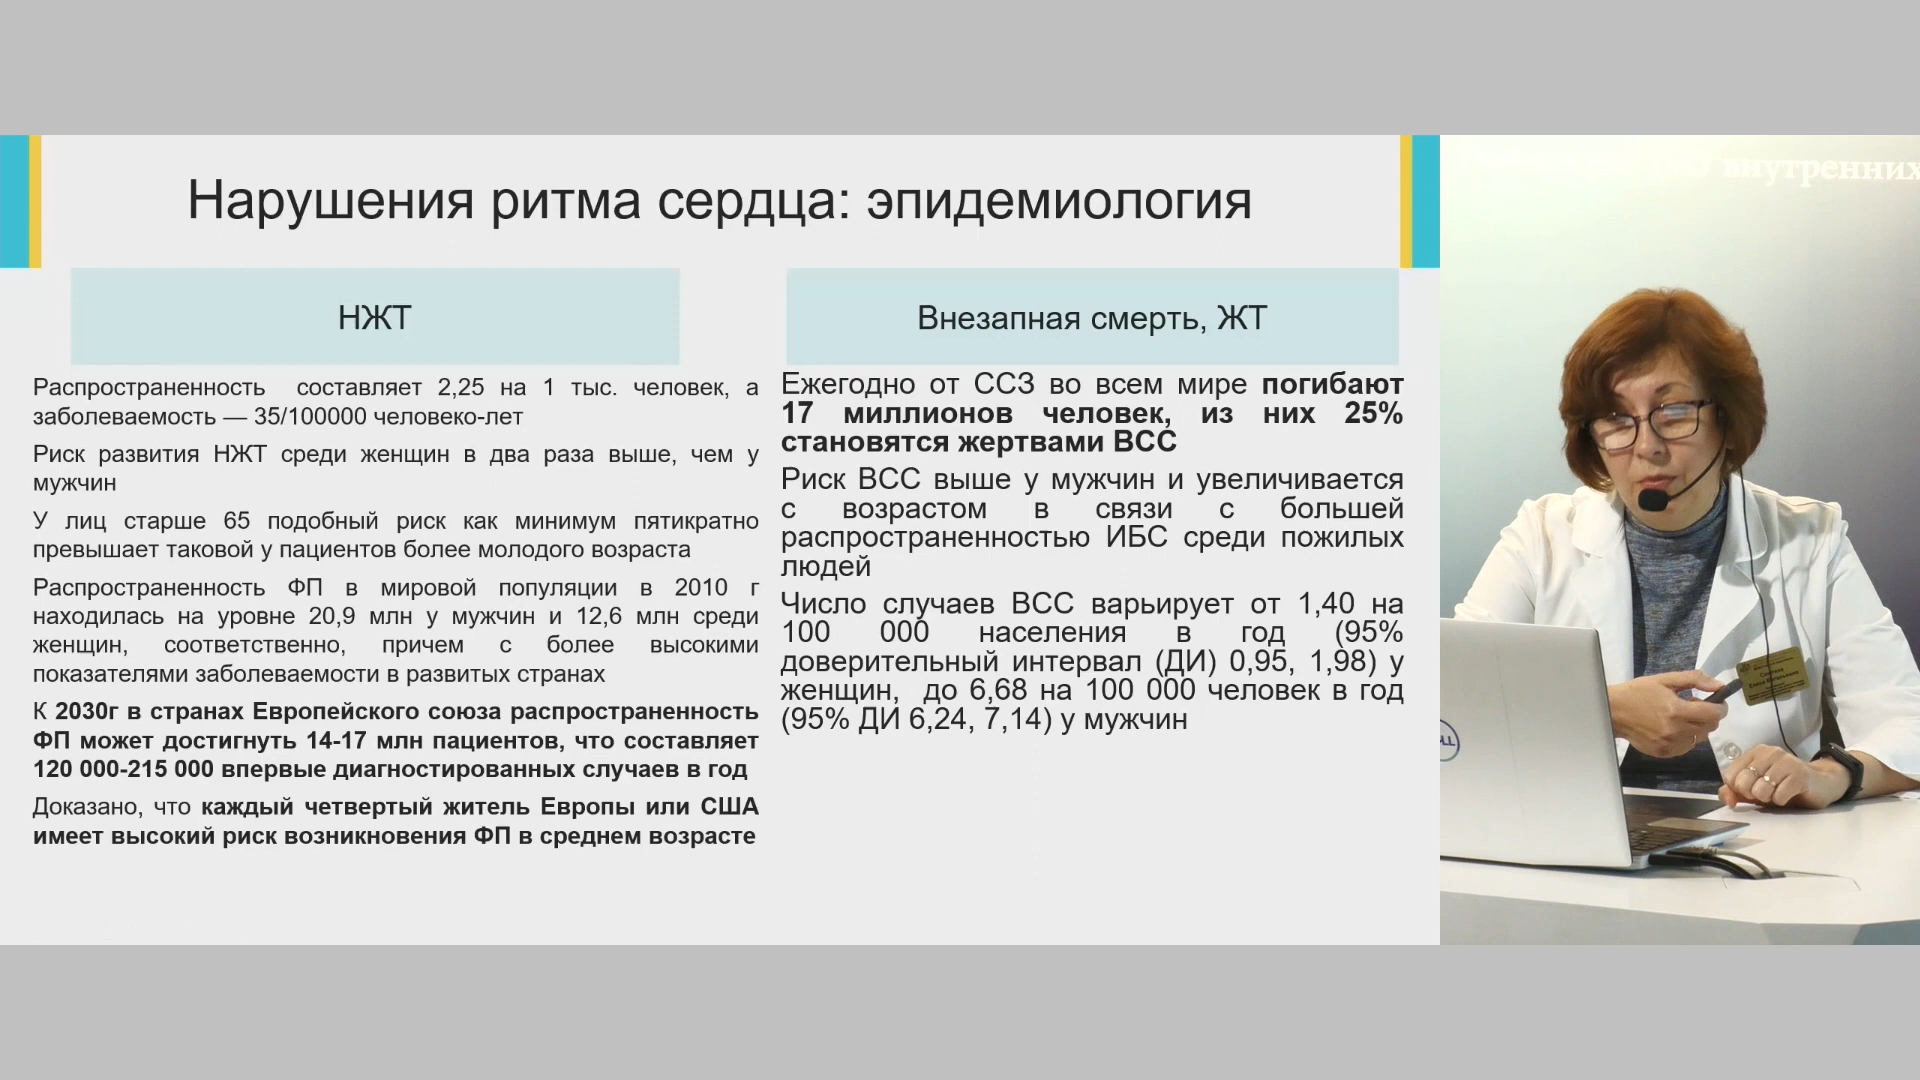 Нарушения ритма сердца: эпидемиология
НЖТ
Распространенность составляет 2,25 на 1 тыс. человек, а
заболеваемость — 35/100000 человеко-лет
Риск развития НЖТ среди женщин в два раза выше, чем у
мужчин
У лиц старше 65 подобный риск как минимум пятикратно
превышает таковой у пациентов более молодого возраста
Распространенность ФП в мировой популяции в 2010 г
находилась на уровне 20,9 млн у мужчин и 12,6 млн среди
женщин, соответственно, причем с более высокими
показателями заболеваемости в развитых странах
К 2030г в странах Европейского союза распространенность
ФП может достигнуть 14-17 млн пациентов, что составляет
120 000-215 000 впервые диагностированных случаев в год
Доказано, что каждый четвертый житель Европы или США
имеет высокий риск возникновения ФП в среднем возрасте
Внезапная смерть, ЖТ
Ежегодно от ССЗ во всем мире погибают
17 миллионов человек, из них 25%
становятся жертвами ВСС
Риск ВСС выше у мужчин и увеличивается
с возрастом в связи с большей
распространенностью ИБС среди пожилых
людей
Число случаев ВСС варьирует от 1,40 на
100 000 населения в год (95%
доверительный интервал (ДИ) 0,95, 1,98) у
женщин, до 6,68 на 100 000 человек в год
(95% ДИ 6,24, 7,14) у мужчин
внутренних